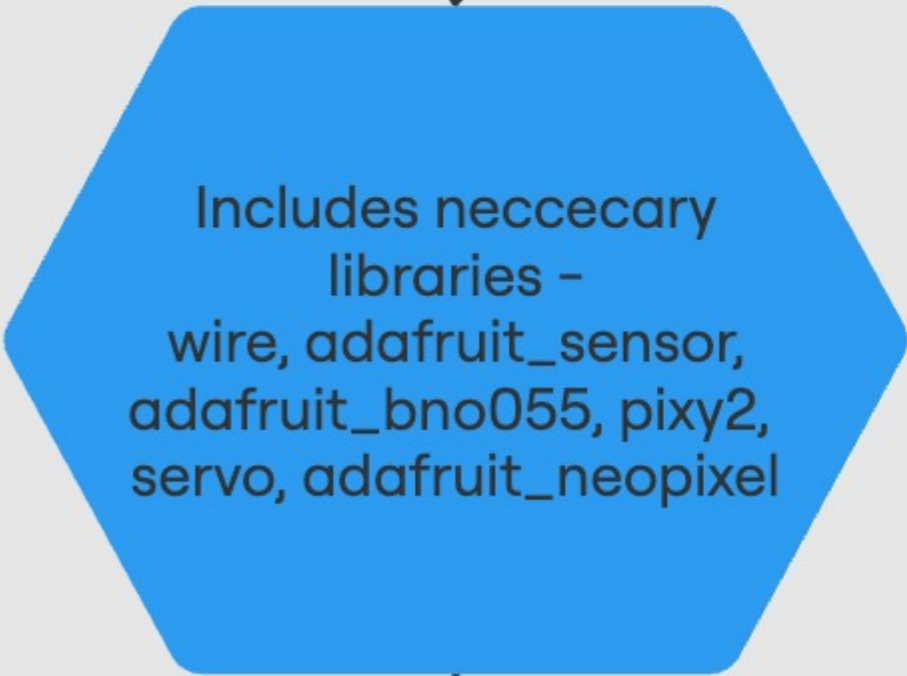 Includes neccecary
libraries -
wire, adafruit_sensor,
adafruit_bno055, pixy2,
servo, adafruit_neopixel